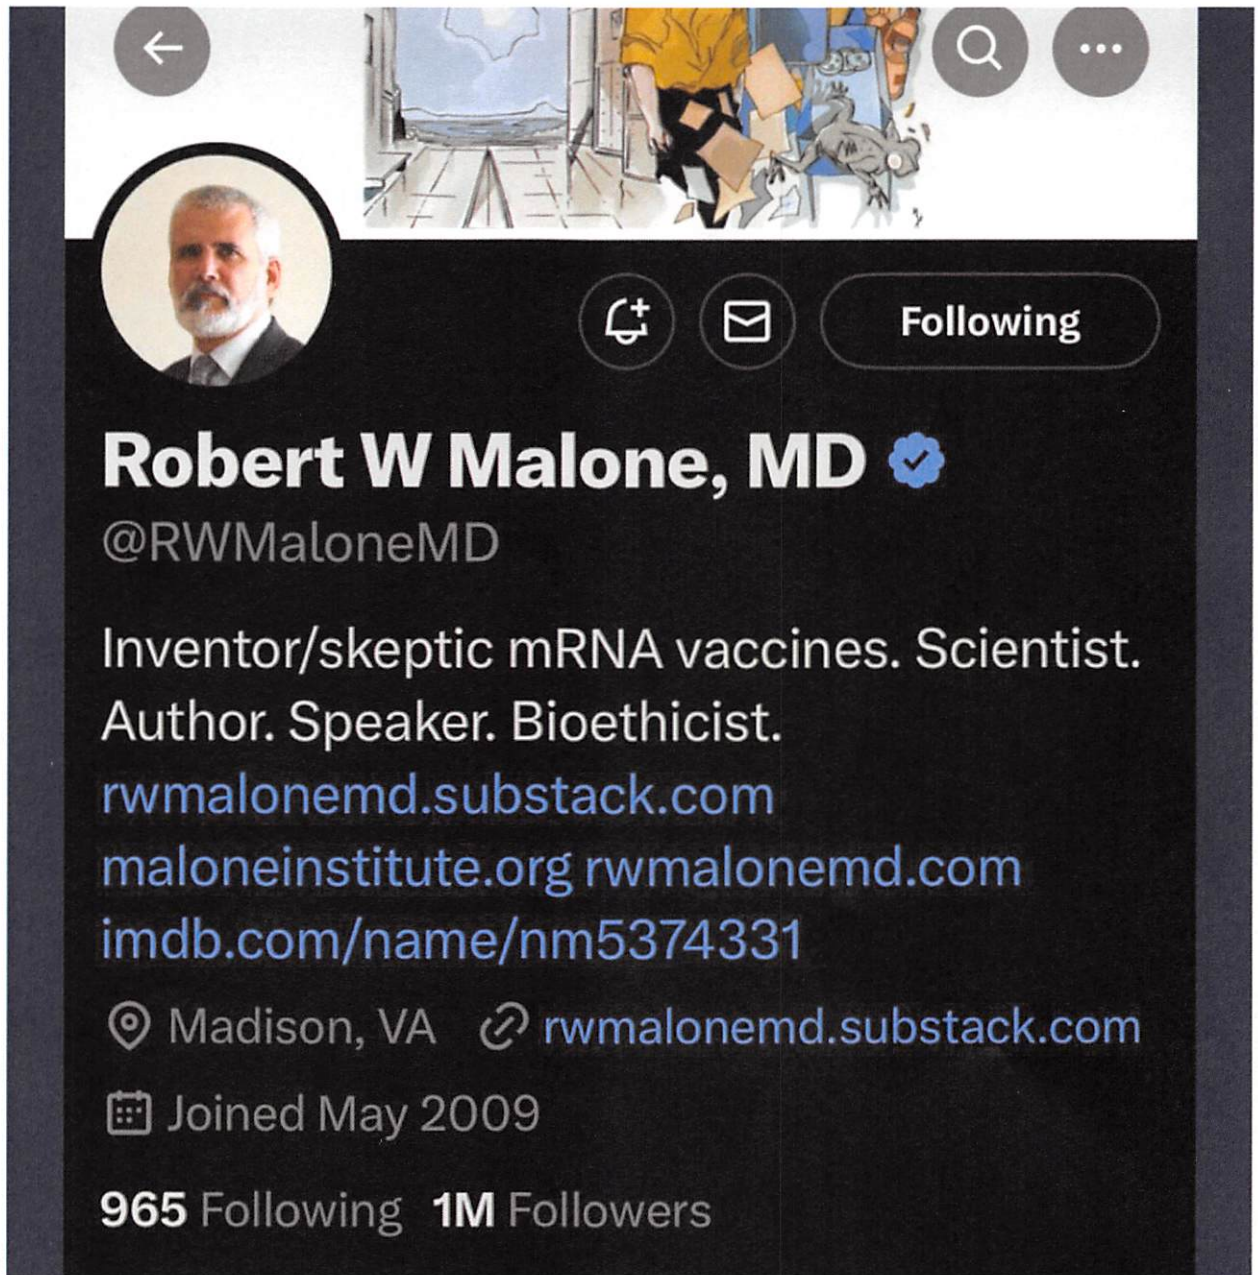 Following
Robert W Malone, MD
@RWMaloneMD
Inventor/skeptic mRNA vaccines. Scientist.
Author. Speaker. Bioethicist.
rwmalonemd.substack.com
maloneinstitute.org rwmalonemd.com
imdb.com/name/nm5374331
Madison, VA rwmalonemd.substack.com
Joined May 2009
965 Following 1M Followers